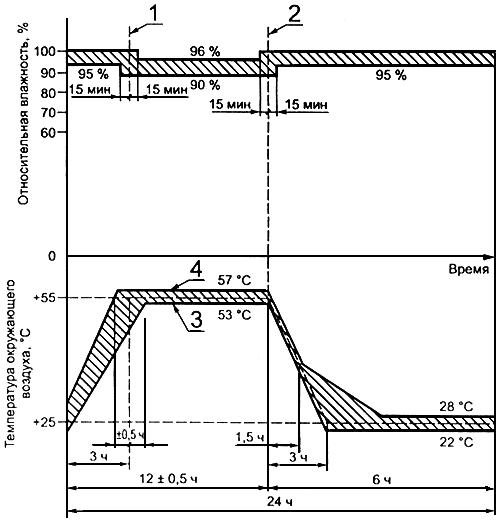 1
2
Относительная влажность, %
100
90
80
70
60
0
95 %
96 %
90 %
95 %
15 мин
15 мин
15 мин
15 мин
Время
Температура окружающего воздуха, °С
+55
+25
4
57 °С
3
53 °С
28 °С
22 °С
±0,5 ч
3 ч
1,5 ч
3 ч
12 ± 0,5 ч
6 ч
24 ч